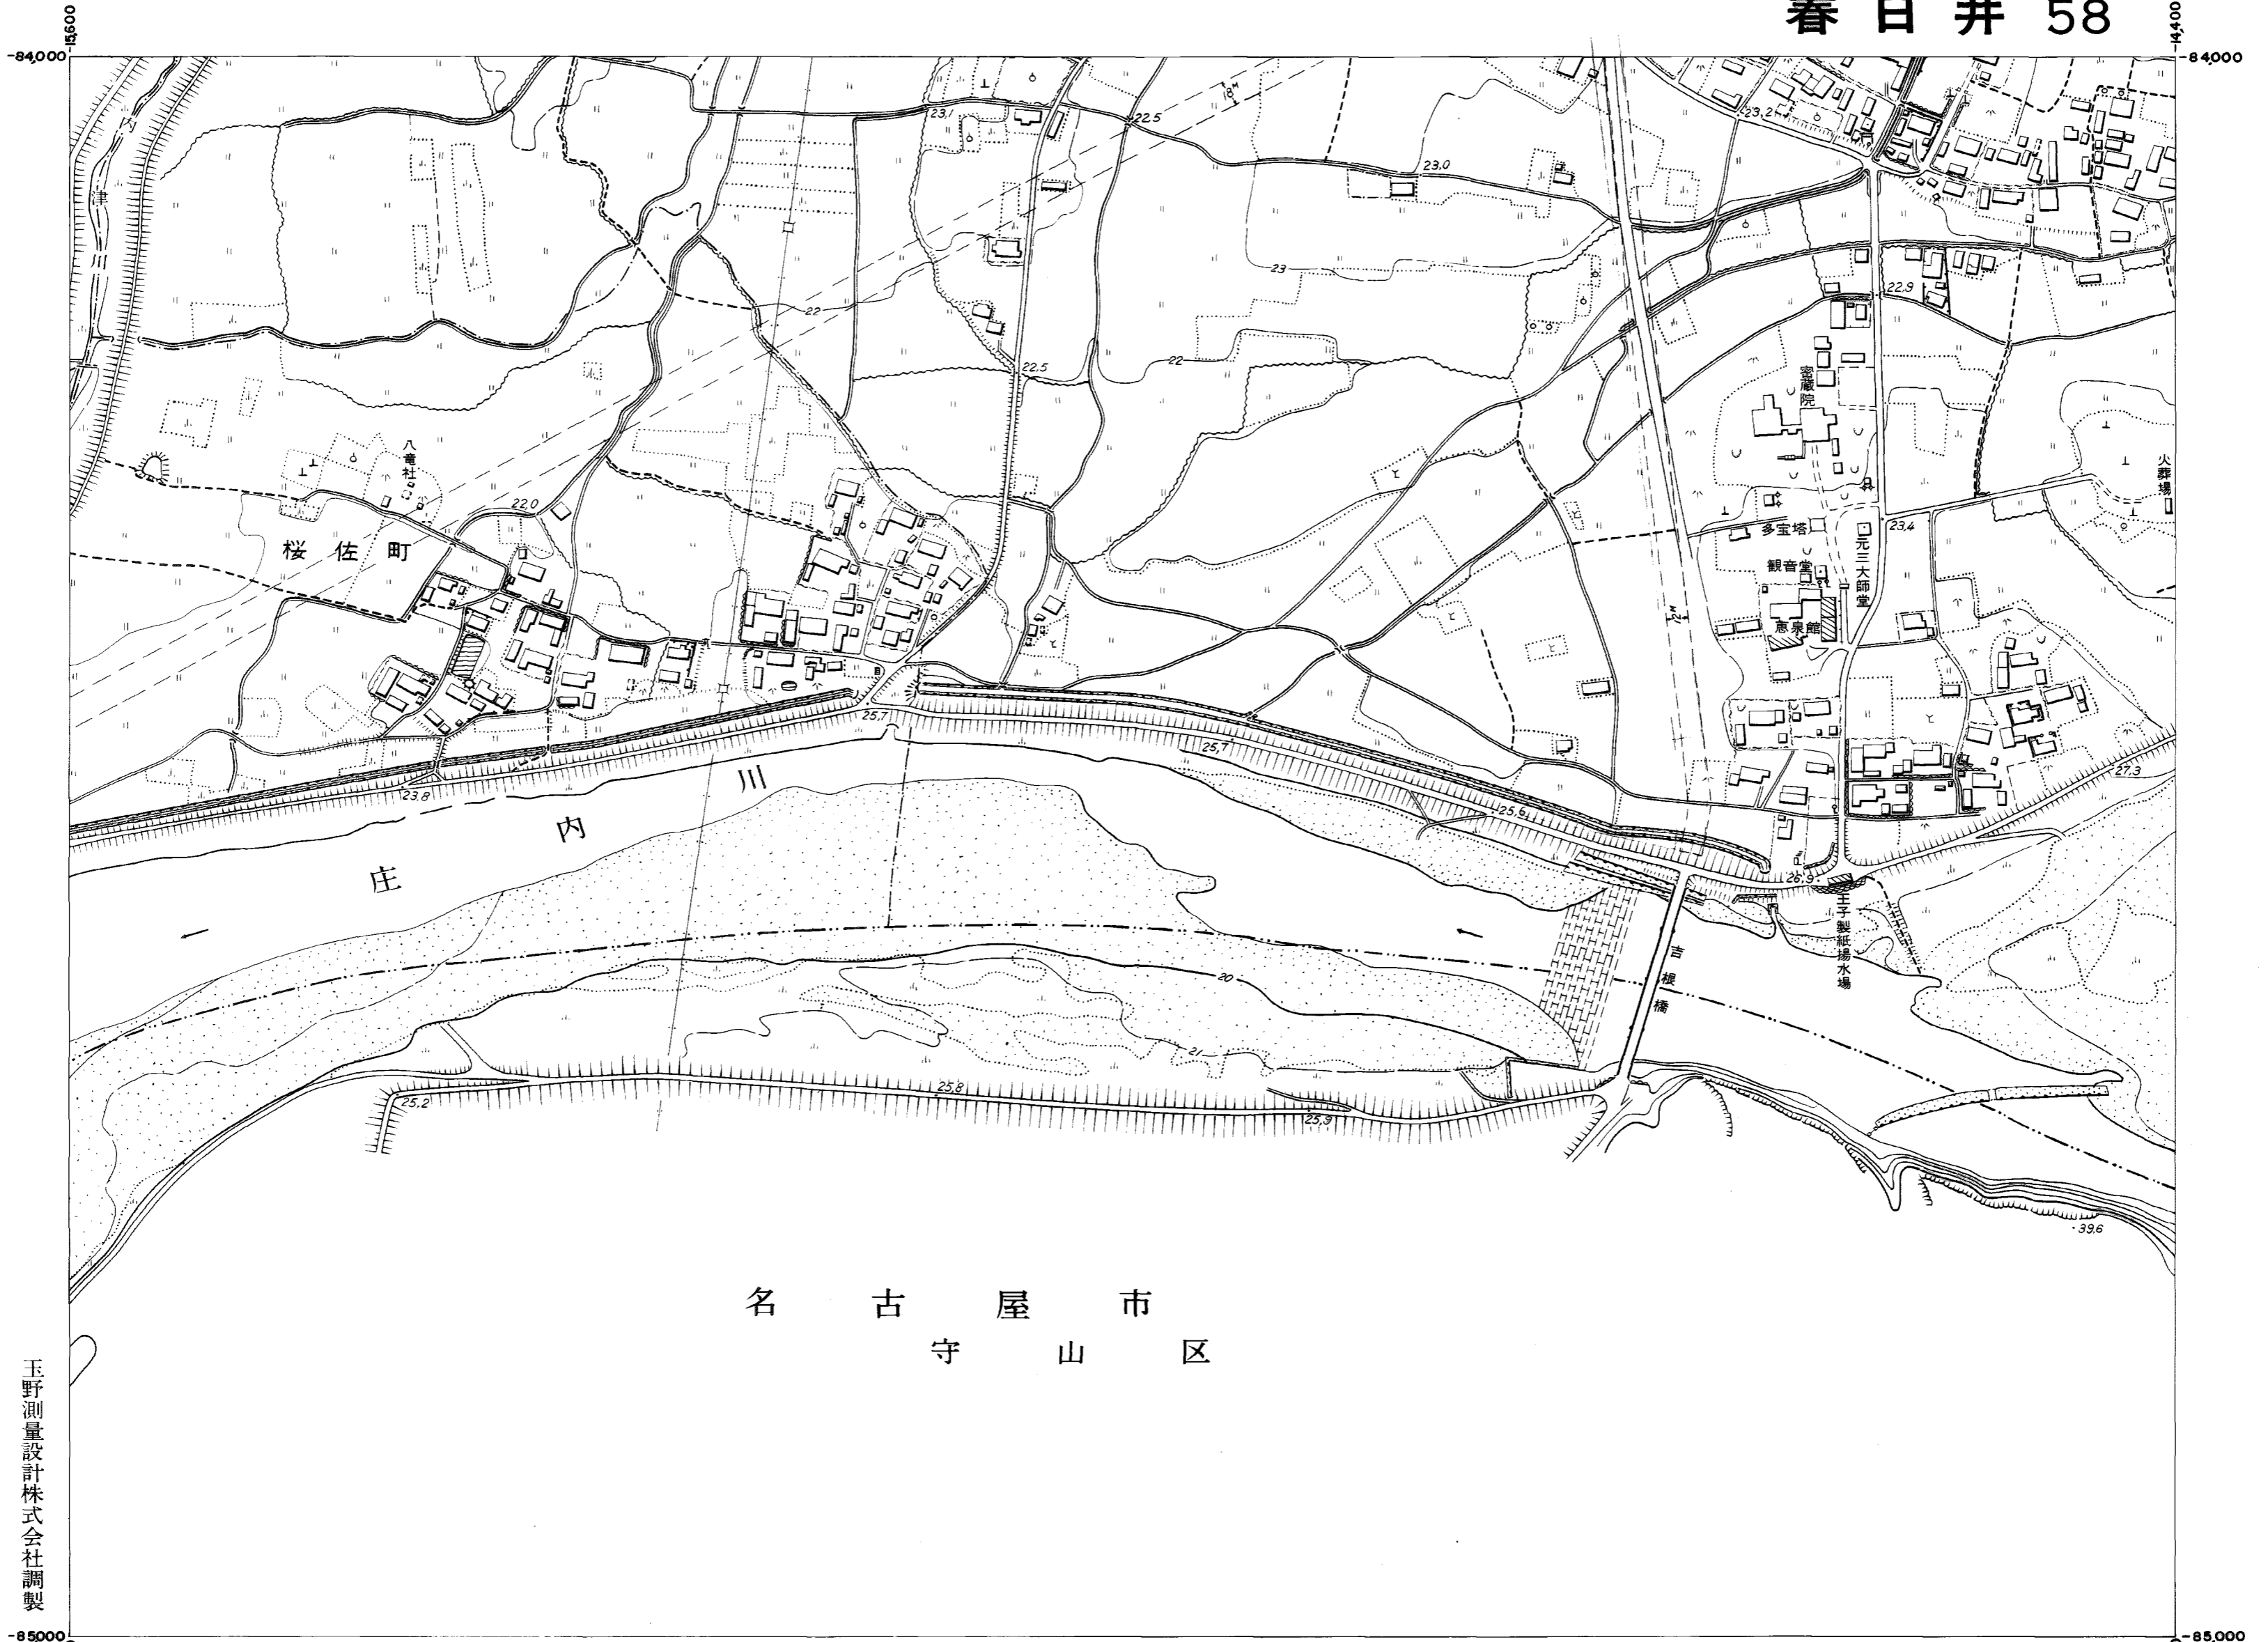 春日井 58
-15,600
-14,400
-84,000
-84,000
18M
23.1
22.5
23.2
23.0
内
津
川
23
22.9
22
22.5
22
密蔵院
八竜社
火葬場
22.0
23.4
桜佐町
多宝塔
元三大師堂
観音堂
22M
恵泉館
25.7
25.7
27.3
23.8
25.6
庄内川
26.9
王子製紙揚水場
吉根橋
20
21
25.8
25.2
25.9
39.6
名古屋市
守山区
玉野測量設計株式会社調製
-85,000
-85,000